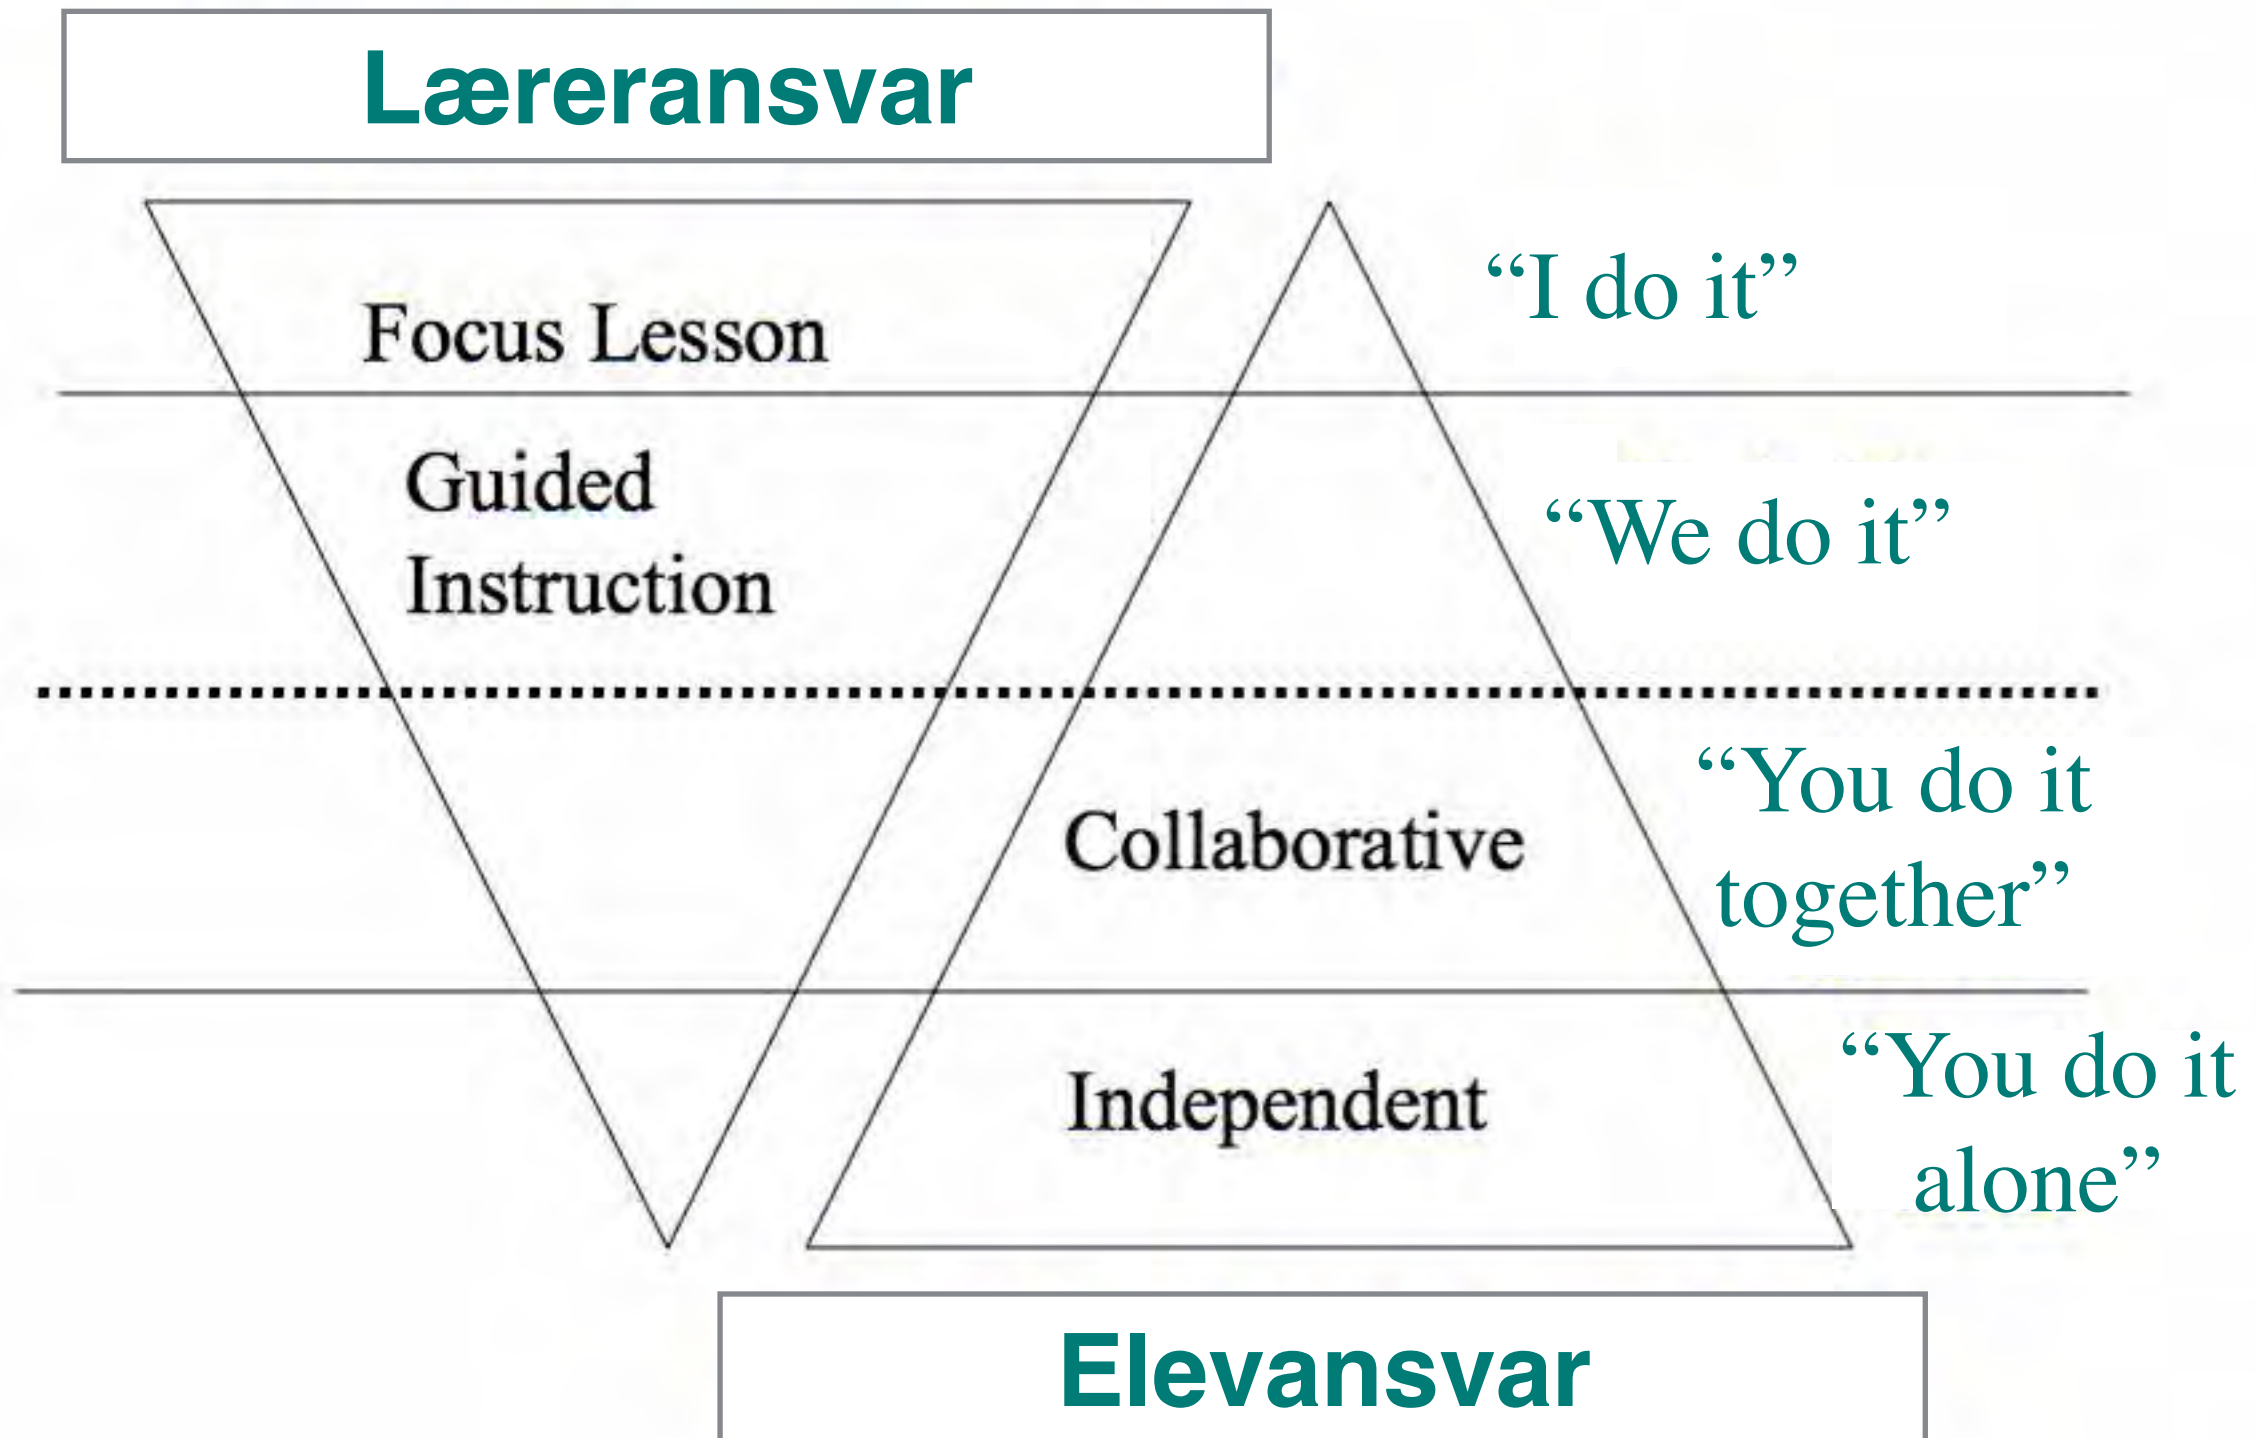 Læreransvar
Focus Lesson
“I do it”
Guided
Instruction
“We do it”
Collaborative
“You do it
together”
Independent
“You do it
alone”
Elevansvar